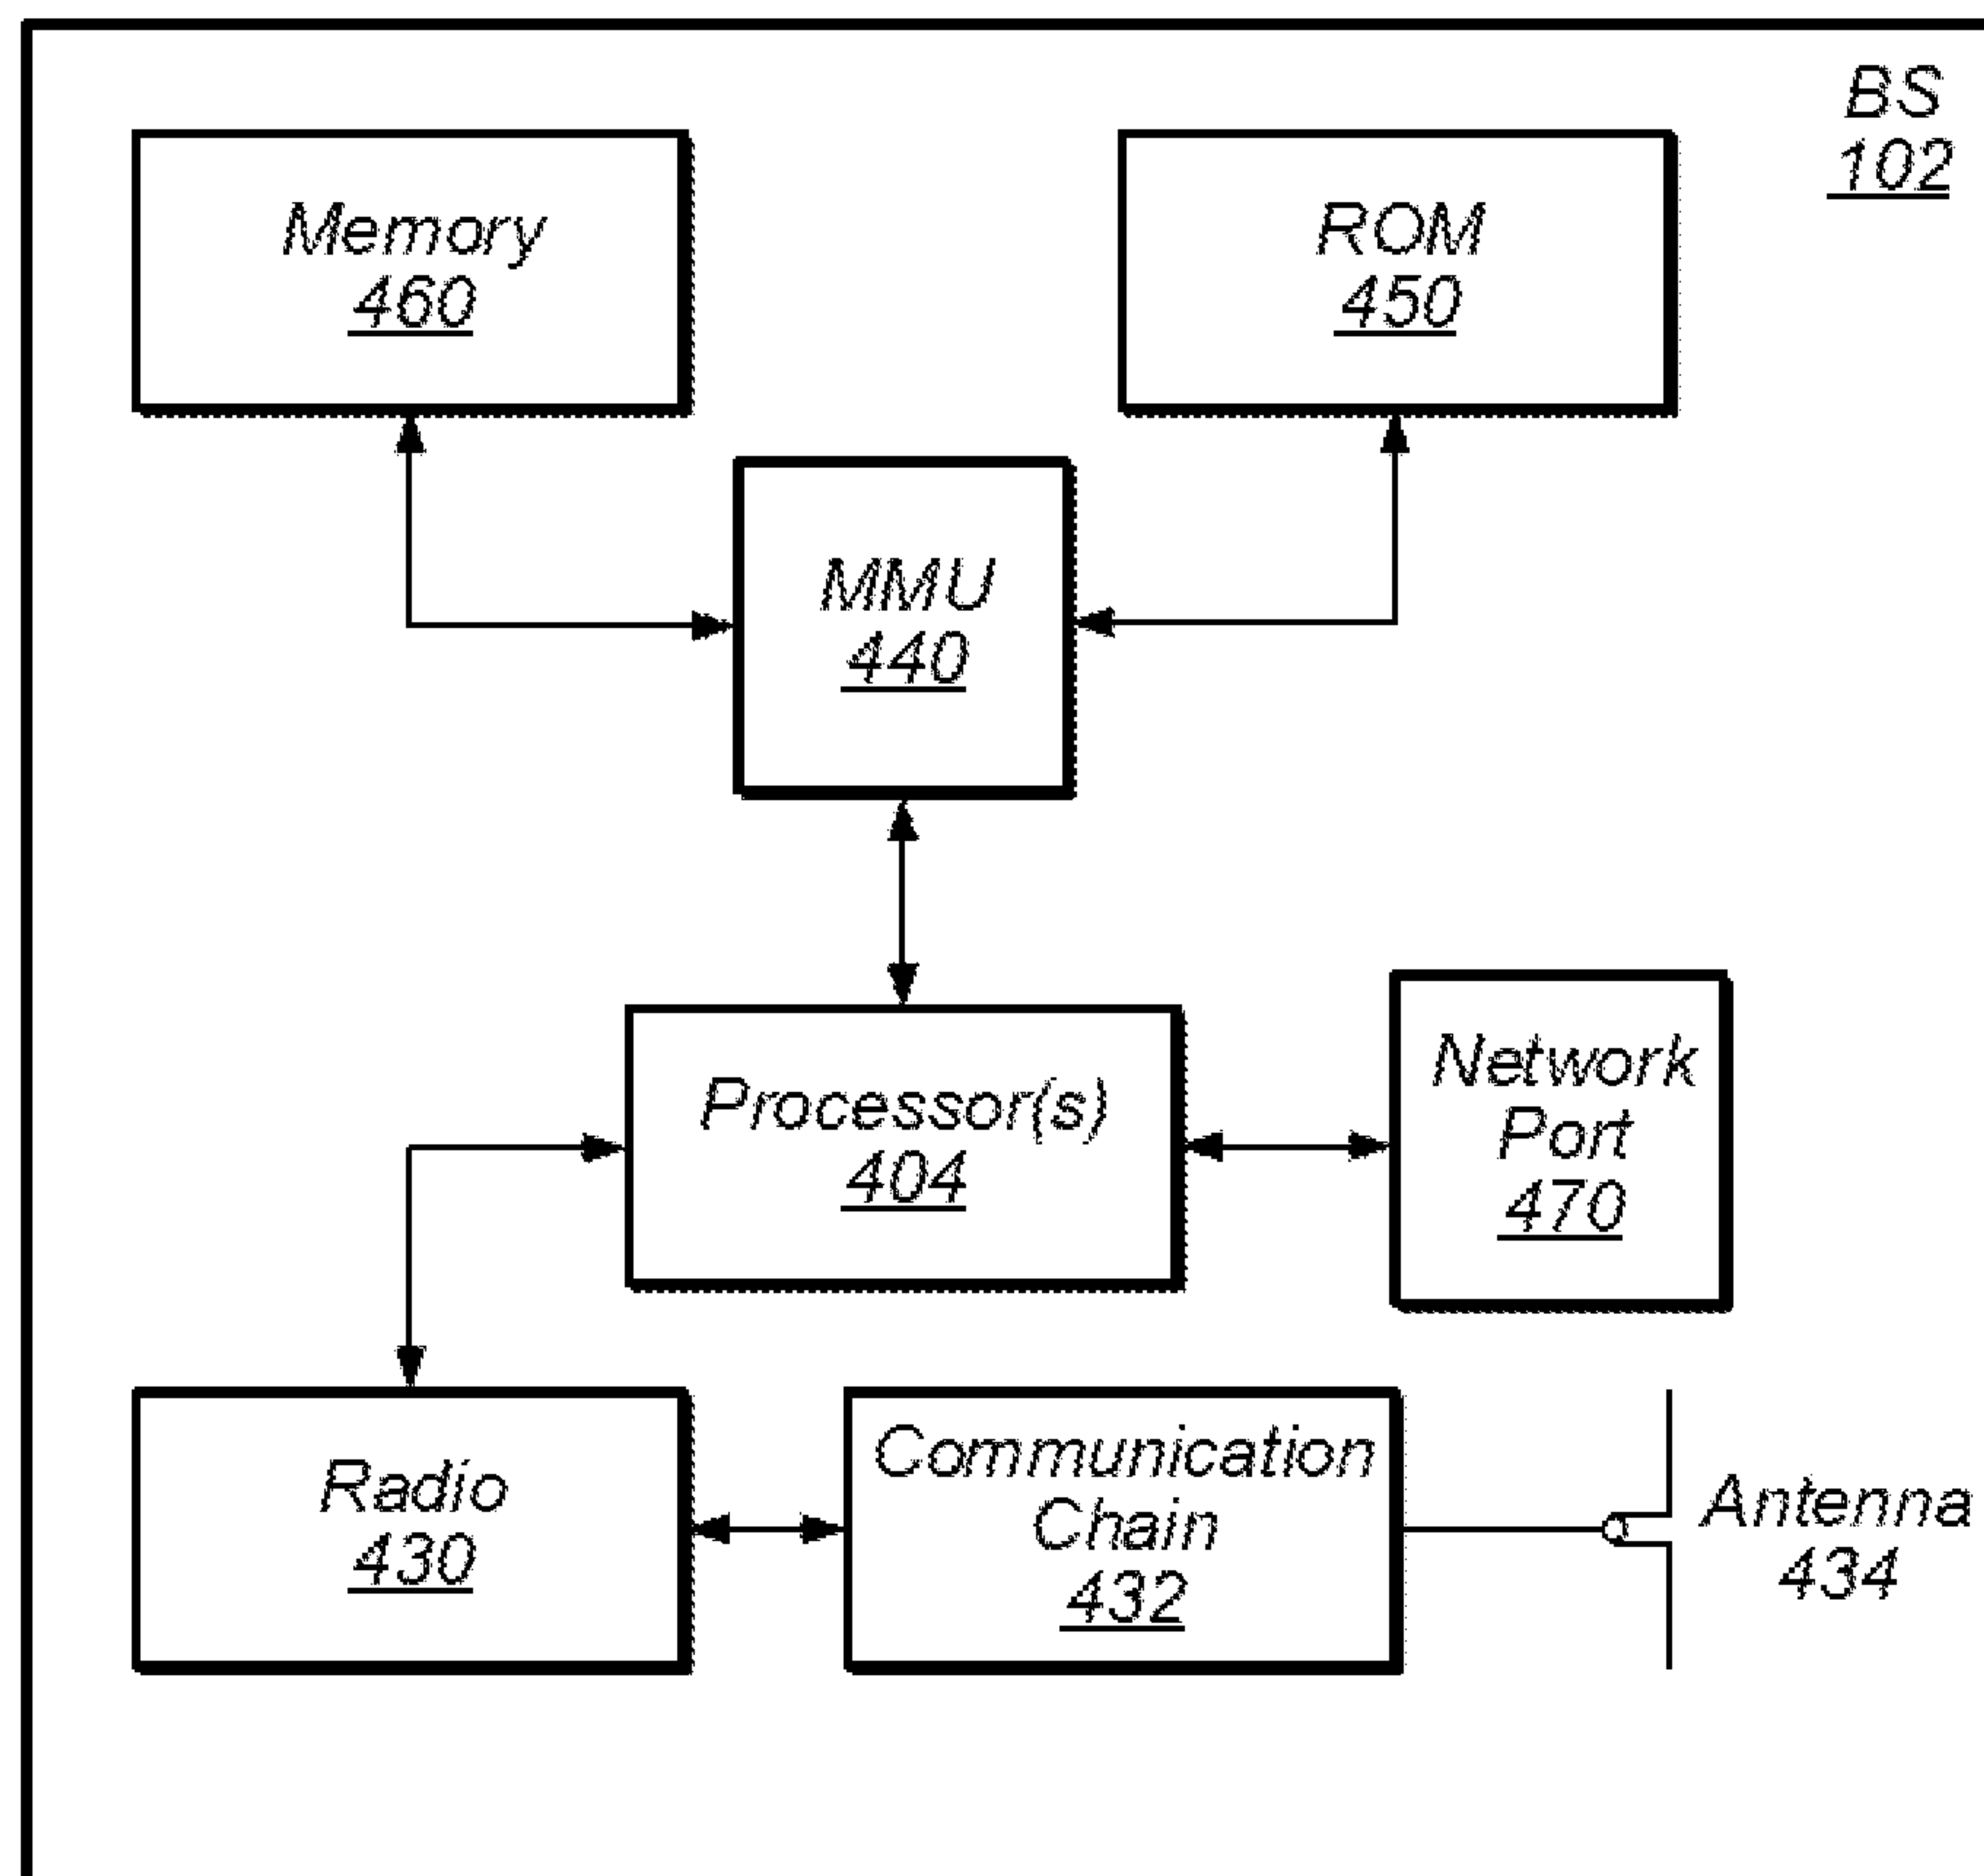 BS
102
Memory
460
ROM
450
MMU
440
Processor(s)
404
Network
Port
470
Radio
430
Communication
Chain
432
Antenna
434